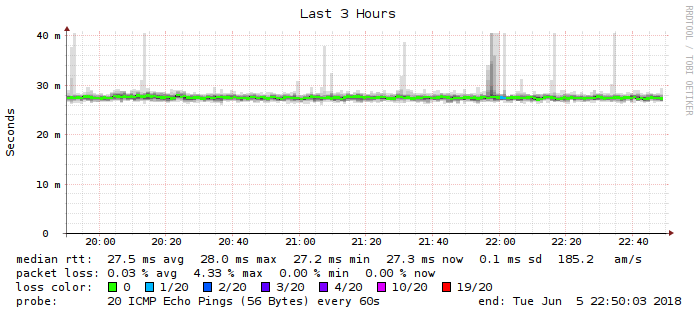 Last 3 Hours
RRDTOOL / TOBI OETIKER
Seconds
40 m
30 m
20 m
10 m
0
20:00 20:20 20:40 21:00 21:20 21:40 22:00 22:20 22:40
median rtt: 27.5 ms avg 28.0 ms max 27.2 ms min 27.3 ms now 0.1 ms sd 185.2 am/s
packet loss: 0.03 % avg 4.33 % max 0.00 % min 0.00 % now
loss color: 0 1/20 2/20 3/20 4/20 10/20 19/20
probe: 20 ICMP Echo Pings (56 Bytes) every 60s end: Tue Jun 5 22:50:03 2018